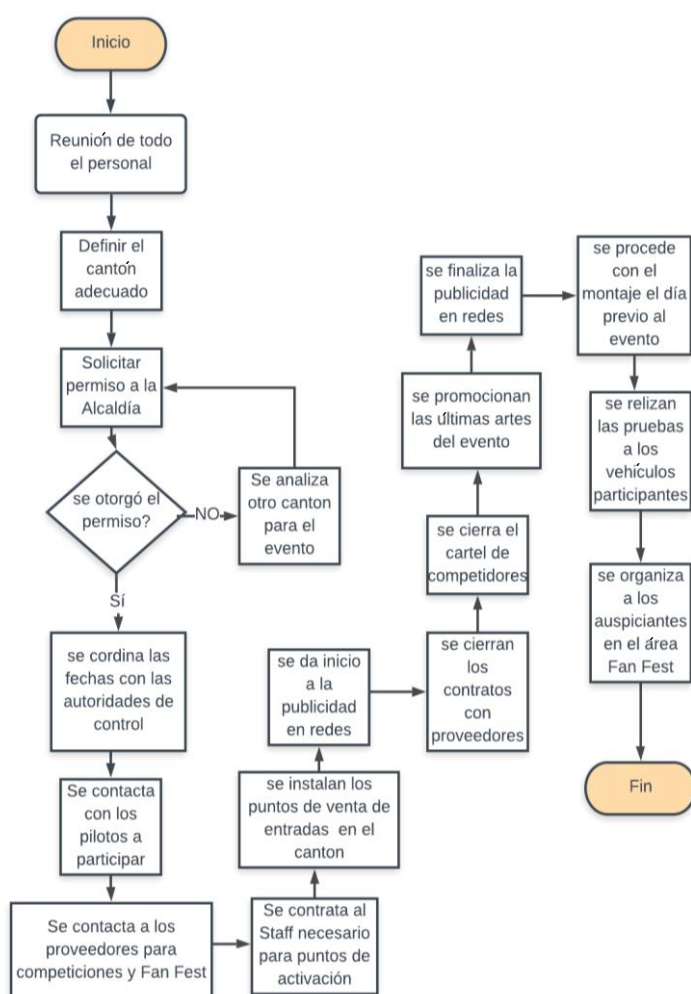 Inicio
Reunión de todo
el personal
Definir el
cantón
adecuado
Solicitar
permiso a la
Alcaldía
se otorgó el
permiso?
NO
Se analiza
otro canton
para el
evento
Sí
se cordina las
fechas con las
autoridades de
control
Se contacta
con los
pilotos a
participar
Se contacta a los
proveedores para
competiciones y Fan Fest
Se contrata al
Staff necesario
para puntos de
activación
se instalan los
puntos de venta de
entradas en el
canton
se da inicio
a la
publicidad
en redes
se cierran
los
contratos
con
proveedores
se cierra el
cartel de
competidores
se promocionan
las últimas artes
del evento
se finaliza la
publicidad
en redes
se procede
con el
montaje el día
previo al
evento
se relizan
las pruebas
a los
vehículos
participantes
se organiza
a los
auspiciantes
en el área
Fan Fest
Fin